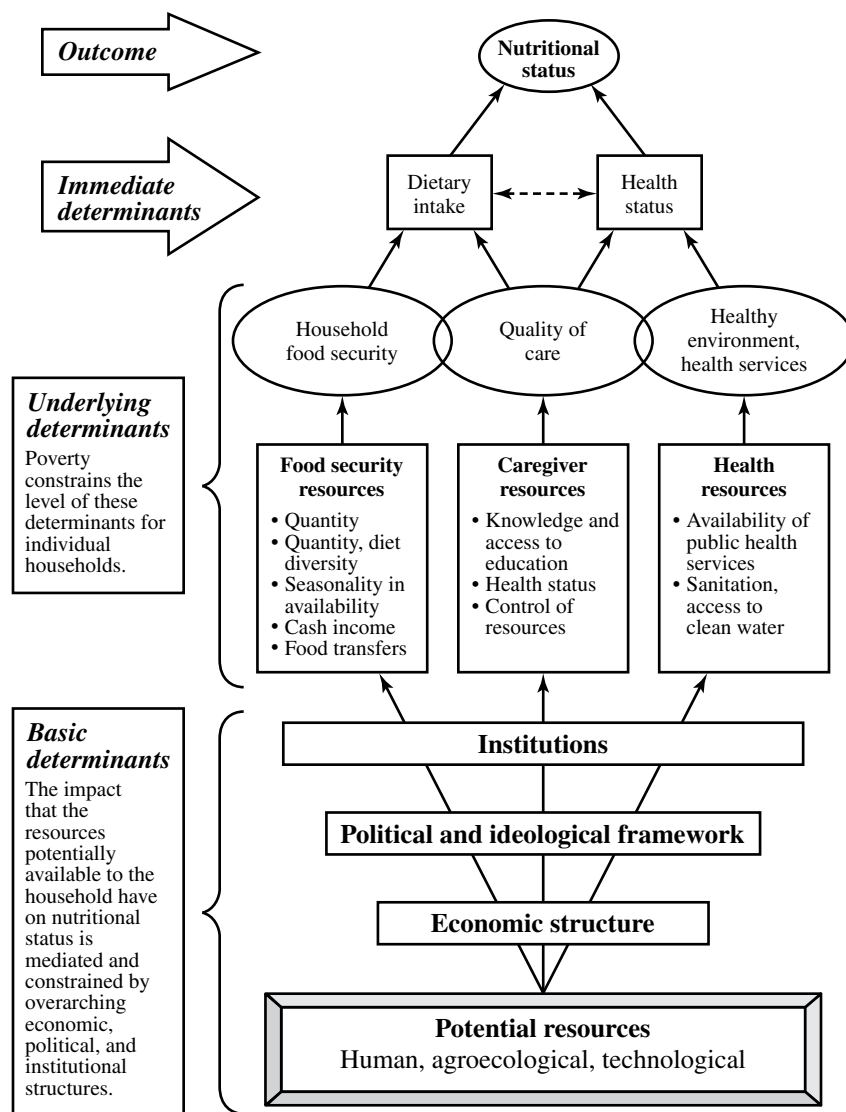 Outcome
Nutritional
status
Immediate
determinants
Dietary
intake
Health
status
Household
food security
Quality of
care
Healthy
environment,
health services
Underlying
determinants
Poverty
constrains the
level of these
determinants for
individual
households.
Food security
resources
• Quantity
• Quantity, diet
diversity
• Seasonality in
availability
• Cash income
• Food transfers
Caregiver
resources
• Knowledge and
access to
education
• Health status
• Control of
resources
Health
resources
• Availability of
public health
services
• Sanitation,
access to
clean water
Basic
determinants
The impact
that the
resources
potentially
available to the
household have
on nutritional
status is
mediated and
constrained by
overarching
economic,
political, and
institutional
structures.
Institutions
Political and ideological framework
Economic structure
Potential resources
Human, agroecological, technological